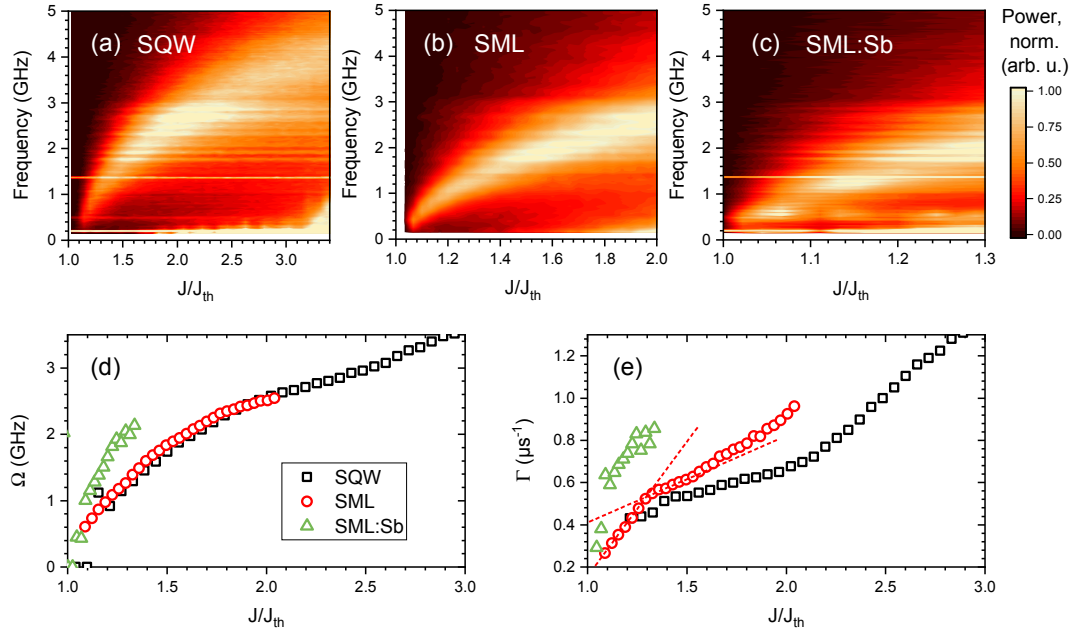 (a) SQW
(b) SML
(c) SML:Sb
Power,
norm.
(arb. u.)
Frequency (GHz)
5
4
3
2
1
0
1.0 1.5 2.0 2.5 3.0
J/Jth
Frequency (GHz)
5
4
3
2
1
0
1.0 1.2 1.4 1.6 1.8 2.0
J/Jth
Frequency (GHz)
5
4
3
2
1
0
1.0 1.1 1.2 1.3
J/Jth
1.00
0.75
0.50
0.25
0.00
(d)
Ω (GHz)
3
2
1
0
SQW
SML
SML:Sb
1.0 1.5 2.0 2.5 3.0
J/Jth
(e)
Γ (μs⁻¹)
1.2
1.0
0.8
0.6
0.4
0.2
1.0 1.5 2.0 2.5 3.0
J/Jth